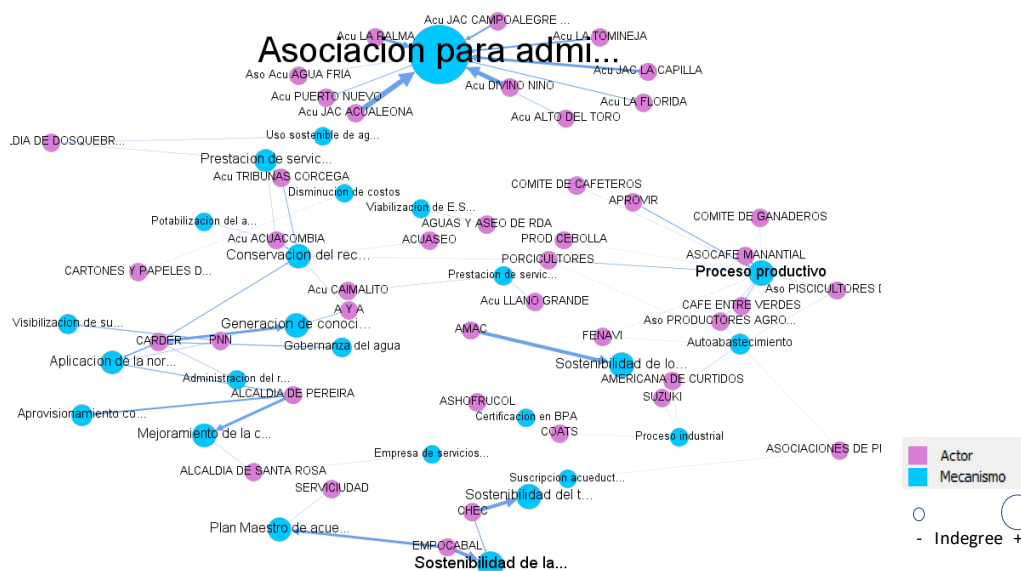 Acu JAC CAMPOALEGRE ...
Acu LA PALMA
Acu LA TOMINEJA
Asociacion para admi...
Aso Acu AGUA FRIA
Acu JAC LA CAPILLA
Acu DIVINO NINO
Acu PUERTO NUEVO
Acu LA FLORIDA
Acu JAC ACUALEONA
Acu ALTO DEL TORO
Uso sostenible de ag...
.DIA DE DOSQUEBR...
Prestacion de servic...
Acu TRIBUNAS CORCEGA
COMITE DE CAFETEROS
Disminucion de costos
APROVIR
Viabilizacion de E.S...
COMITE DE GANADEROS
Potabilizacion del a...
AGUAS Y ASEO DE RDA
Acu ACUACOMBIA
ACUASEO
PROD CEBOLLA
Conservacion del rec...
ASOCAFE MANANTIAL
PORCICULTORES
CARTONES Y PAPELES D...
Prestacion de servic...
Proceso productivo
Acu CAIMALITO
Aso PISCICULTORES D
Acu LLANO GRANDE
CAFE ENTRE VERDES
A Y A
Visibilizacion de su...
Generacion de conoci...
Aso PRODUCTORES AGRO...
AMAC
FENAVI
CARDER
PNN
Gobernanza del agua
Autoabastecimiento
Aplicacion de la nor...
Sostenibilidad de lo...
Administracion del r...
AMERICANA DE CURTIDOS
ALCALDIA DE PEREIRA
SUZUKI
ASHOFRUCOL
Aprovisionamiento co...
Certificacion en BPA
Mejoramiento de la c...
COATS
Proceso industrial
ASOCIACIONES DE PI
Empresa de servicios...
ALCALDIA DE SANTA ROSA
Suscripcion acueduct...
SERVICIUDAD
Sostenibilidad del t...
CHEC
Plan Maestro de acue...
EMPOCABAL
Sostenibilidad de la...
Actor
Mecanismo
- Indegree +